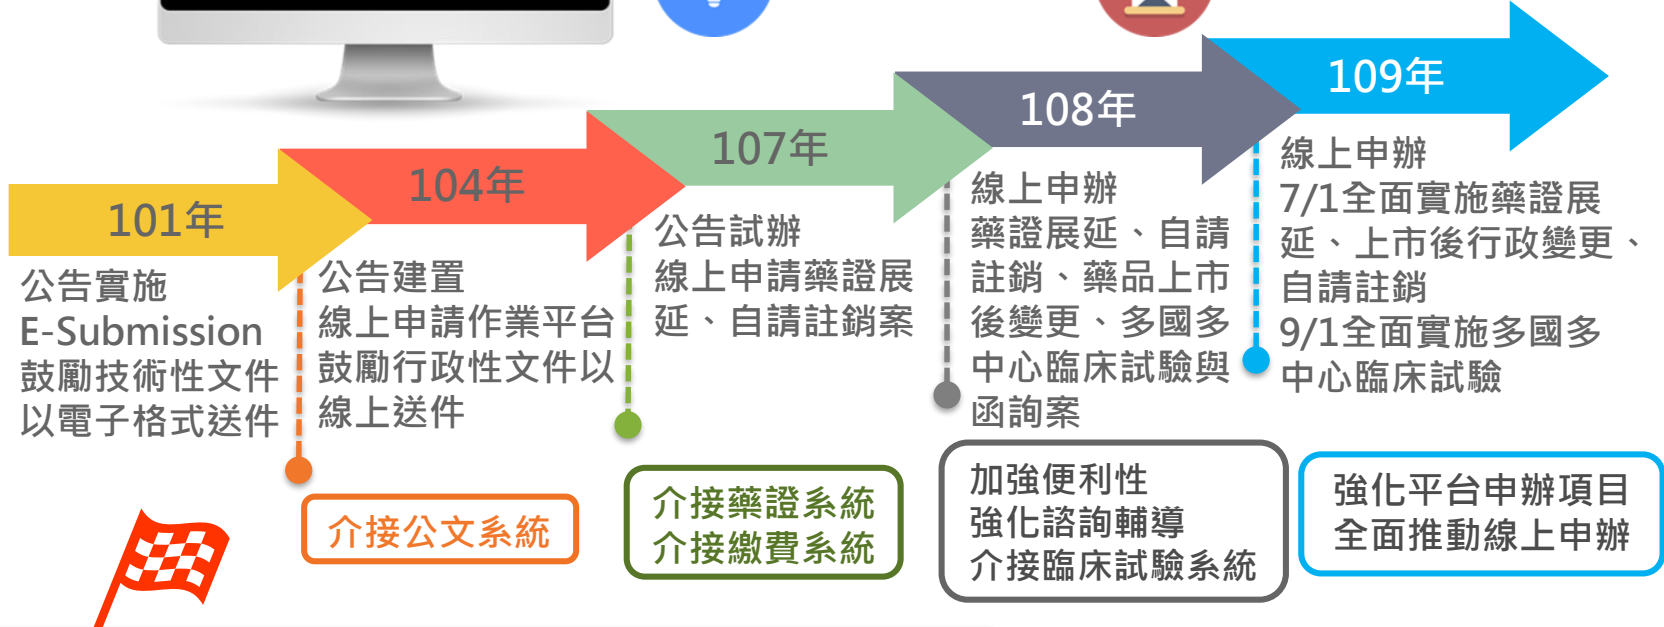 101年
公告實施
E-Submission
鼓勵技術性文件
以電子格式送件
104年
公告建置
線上申請作業平台
鼓勵行政性文件以
線上送件
介接公文系統
107年
公告試辦
線上申請藥證展
延、自請註銷案
介接藥證系統
介接繳費系統
108年
線上申辦
藥證展延、自請
註銷、藥品上市
後變更、多國多
中心臨床試驗與
函詢案
加強便利性
強化諮詢輔導
介接臨床試驗系統
109年
線上申辦
7/1全面實施藥證展
延、上市後行政變更、
自請註銷
9/1全面實施多國多
中心臨床試驗
強化平台申辦項目
全面推動線上申辦